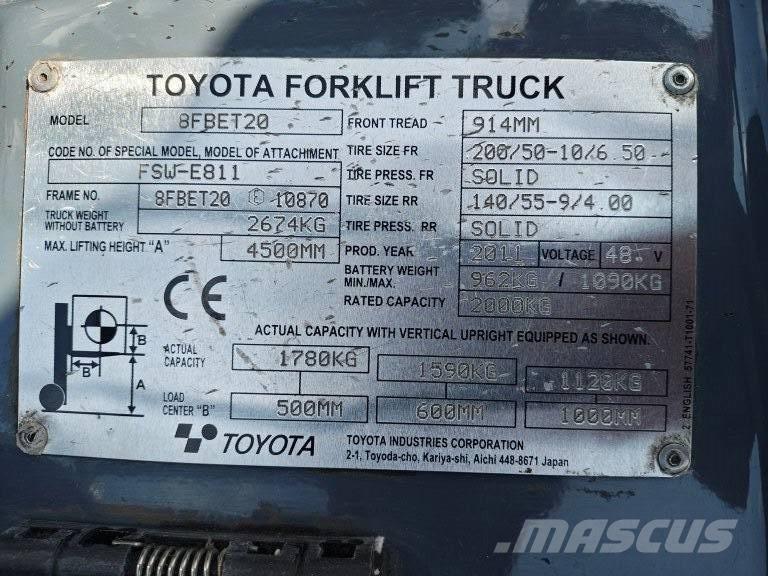 TOYOTA FORKLIFT TRUCK
MODEL 8FBET20
CODE NO. OF SPECIAL MODEL, MODEL OF ATTACHMENT
FSW-E811
FRAME NO. 8FBET20 Ⓔ 10870
TRUCK WEIGHT
WITHOUT BATTERY 2674KG
MAX. LIFTING HEIGHT "A" 4500MM
FRONT TREAD 914MM
TIRE SIZE FR 200/50-10/6.50
TIRE PRESS. FR SOLID
TIRE SIZE RR 140/55-9/4.00
TIRE PRESS. RR SOLID
PROD. YEAR 2011 VOLTAGE 48 V
BATTERY WEIGHT
MIN./MAX. 962KG / 1090KG
RATED CAPACITY 2000KG
CE
ACTUAL CAPACITY WITH VERTICAL UPRIGHT EQUIPPED AS SHOWN.
B
B
A
ACTUAL
CAPACITY 1780KG 1590KG 1120KG
LOAD
CENTER "B" 500MM 600MM 1000MM
TOYOTA
TOYOTA INDUSTRIES CORPORATION
2-1, Toyoda-cho, Kariya-shi, Aichi 448-8671 Japan
2. ENGLISH 57741-T1001-71
MASCUS